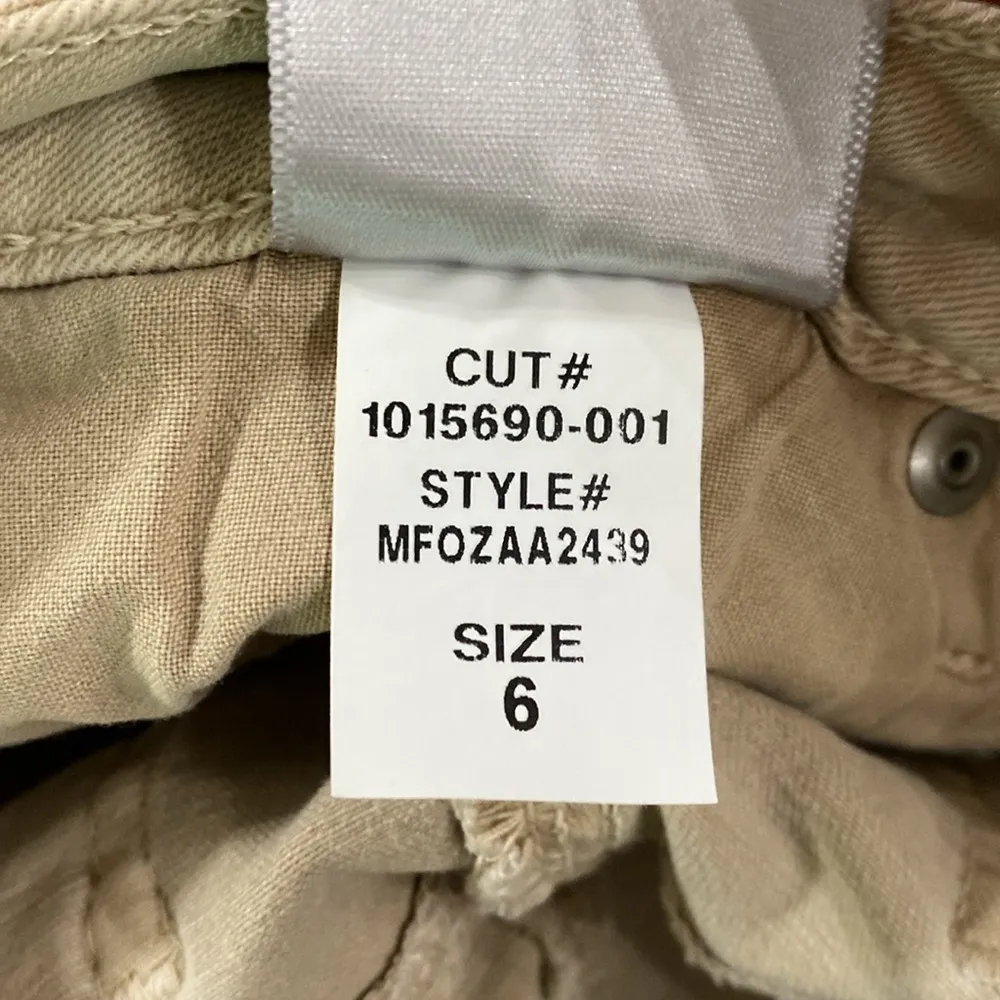 CUT#
1015690-001
STYLE#
MFOZAA2439
SIZE
6